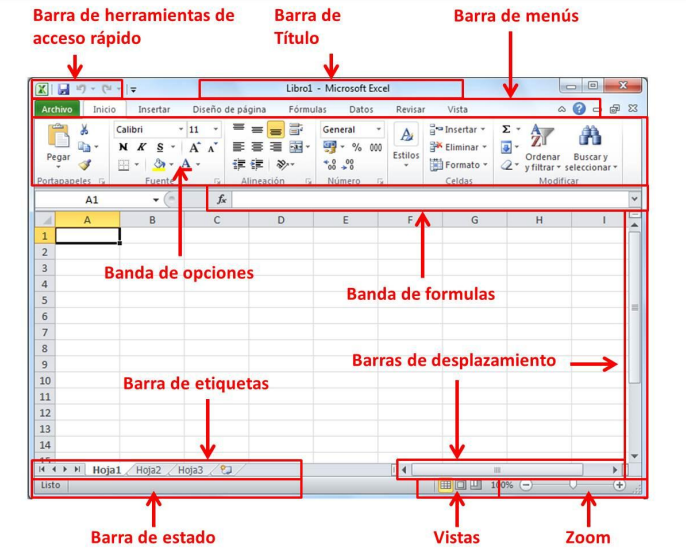 Barra de herramientas de acceso rápido
Barra de Título
Barra de menús
Libro1 - Microsoft Excel
Archivo Inicio Insertar Diseño de página Fórmulas Datos Revisar Vista
Calibri 11 General Insertar Σ
Pegar N K S A A % 000 Estilos Eliminar Ordenar y filtrar Buscar y seleccionar
A Formato
Portapapeles Fuente Alineación Número Celdas Modificar
A1 fx
A B C D E F G H I
1
2
3
Banda de opciones
4
Banda de formulas
5
6
7
8
Barras de desplazamiento
9
10
Barra de etiquetas
11
12
13
14
15
Hoja1 Hoja2 Hoja3
Listo 100%
Barra de estado Vistas Zoom